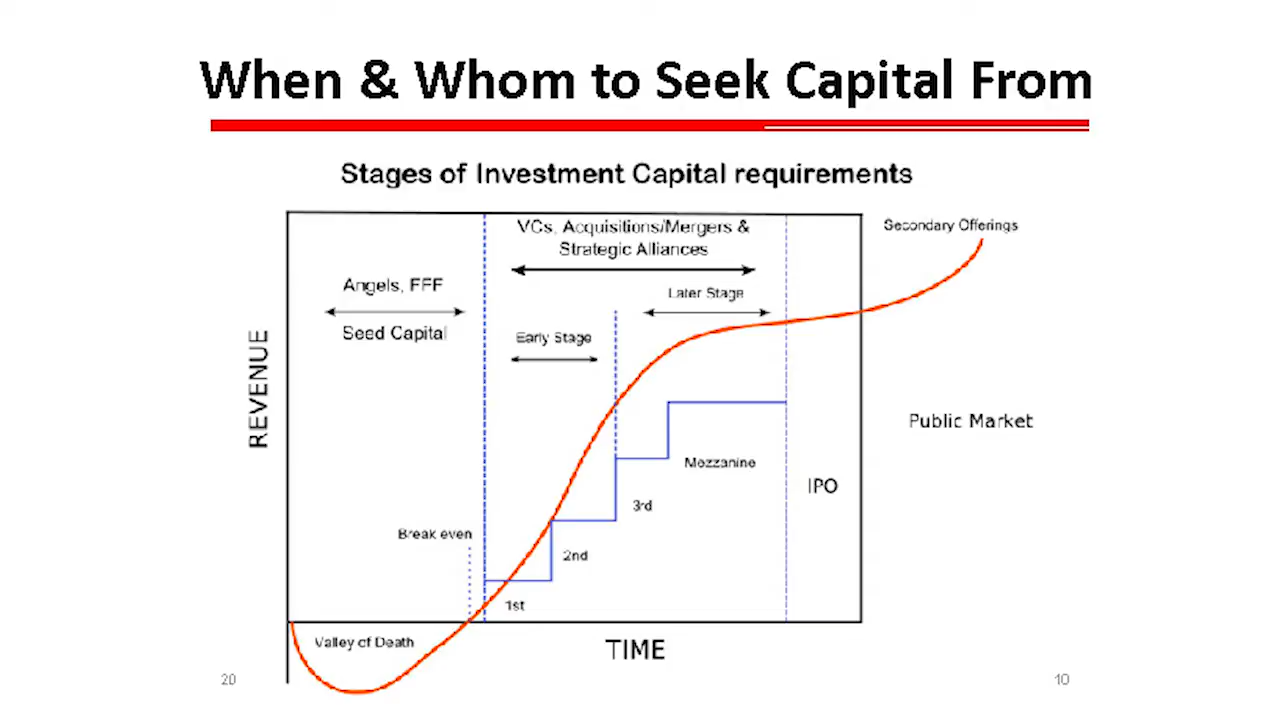 When & Whom to Seek Capital From
Stages of Investment Capital requirements
VCs, Acquisitions/Mergers &
Strategic Alliances
Secondary Offerings
Angels, FFF
Seed Capital
Later Stage
Early Stage
REVENUE
Public Market
Mezzanine
IPO
3rd
Break even
2nd
1st
Valley of Death
TIME
20
10